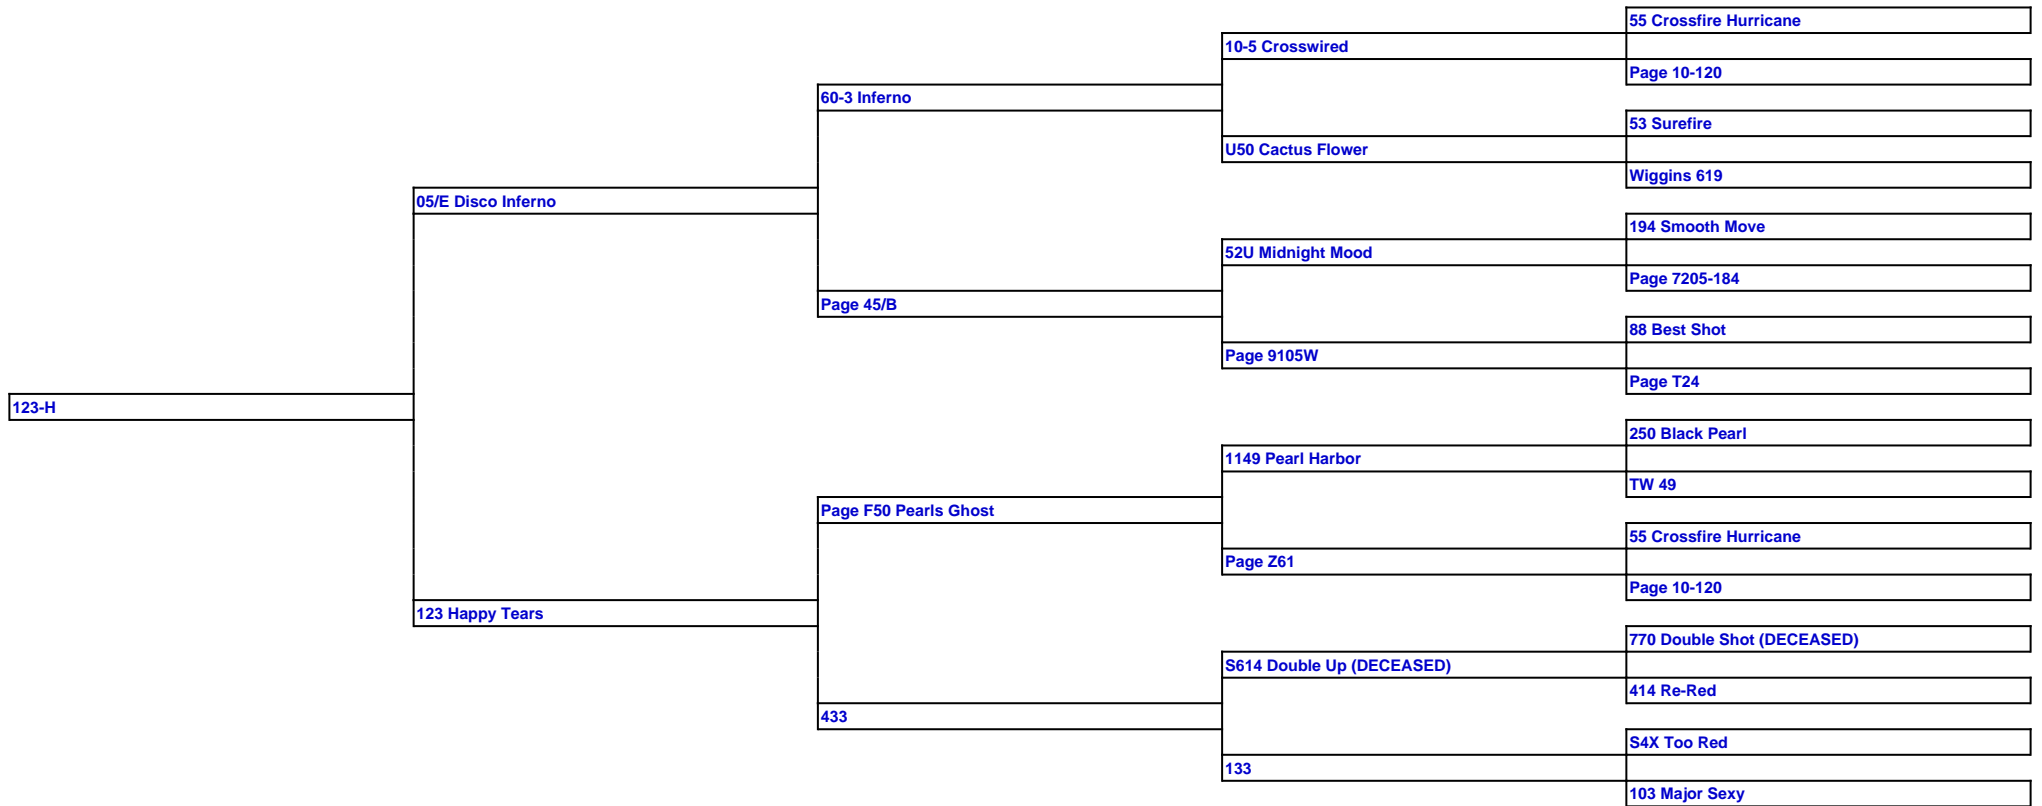 55 Crossfire Hurricane
10-5 Crosswired
Page 10-120
60-3 Inferno
53 Surefire
U50 Cactus Flower
Wiggins 619
05/E Disco Inferno
194 Smooth Move
52U Midnight Mood
Page 7205-184
Page 45/B
88 Best Shot
Page 9105W
Page T24
123-H
250 Black Pearl
1149 Pearl Harbor
TW 49
Page F50 Pearls Ghost
55 Crossfire Hurricane
Page Z61
Page 10-120
123 Happy Tears
770 Double Shot (DECEASED)
S614 Double Up (DECEASED)
414 Re-Red
433
S4X Too Red
133
103 Major Sexy